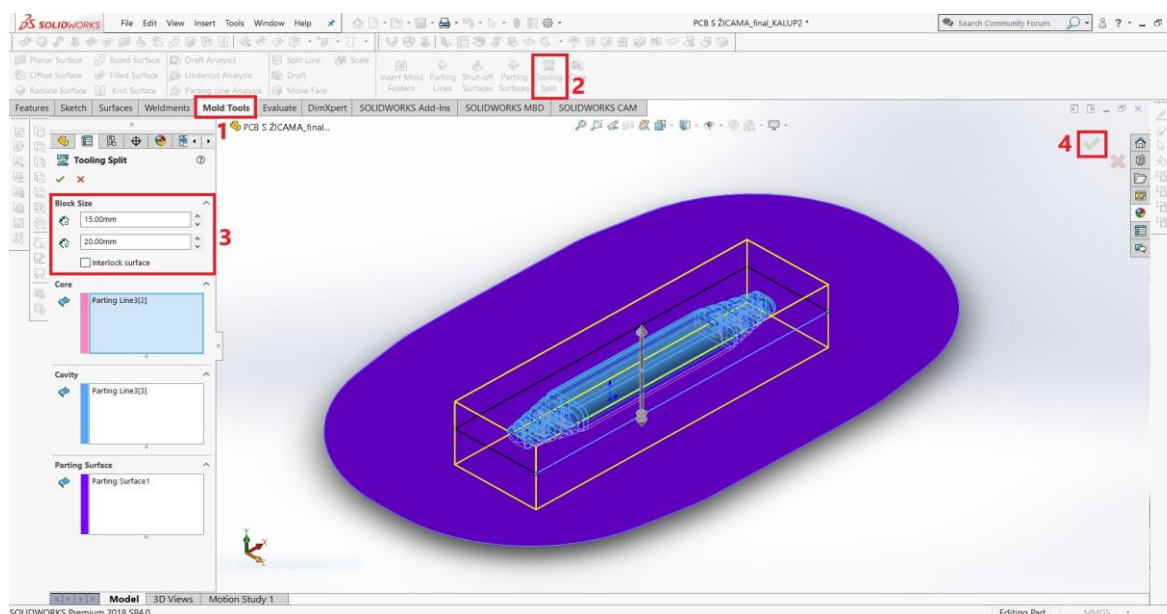 SOLIDWORKS File Edit View Insert Tools Window Help PCB S ŽICAMA_final_KALUP2 * Search Community Forum
Planar Surface Ruled Surface Draft Analysis Split Line Scale
Offset Surface Filled Surface Undercut Analysis Draft Insert Mold Folders Parting Lines Shut-off Surfaces Parting Surfaces Tooling Split 2
Radiate Surface Knit Surface Parting Line Analysis Move Face
Features Sketch Surfaces Weldments Mold Tools Evaluate DimXpert SOLIDWORKS Add-Ins SOLIDWORKS MBD SOLIDWORKS CAM
1 PCB S ŽICAMA_final...
4
Tooling Split
Block Size
15.00mm
3
20.00mm
Interlock surface
Core
Parting Line3[2]
Cavity
Parting Line3[3]
Parting Surface
Parting Surface1
Model 3D Views Motion Study 1
SOLIDWORKS Premium 2018 SP4.0 Editing Part MMGS